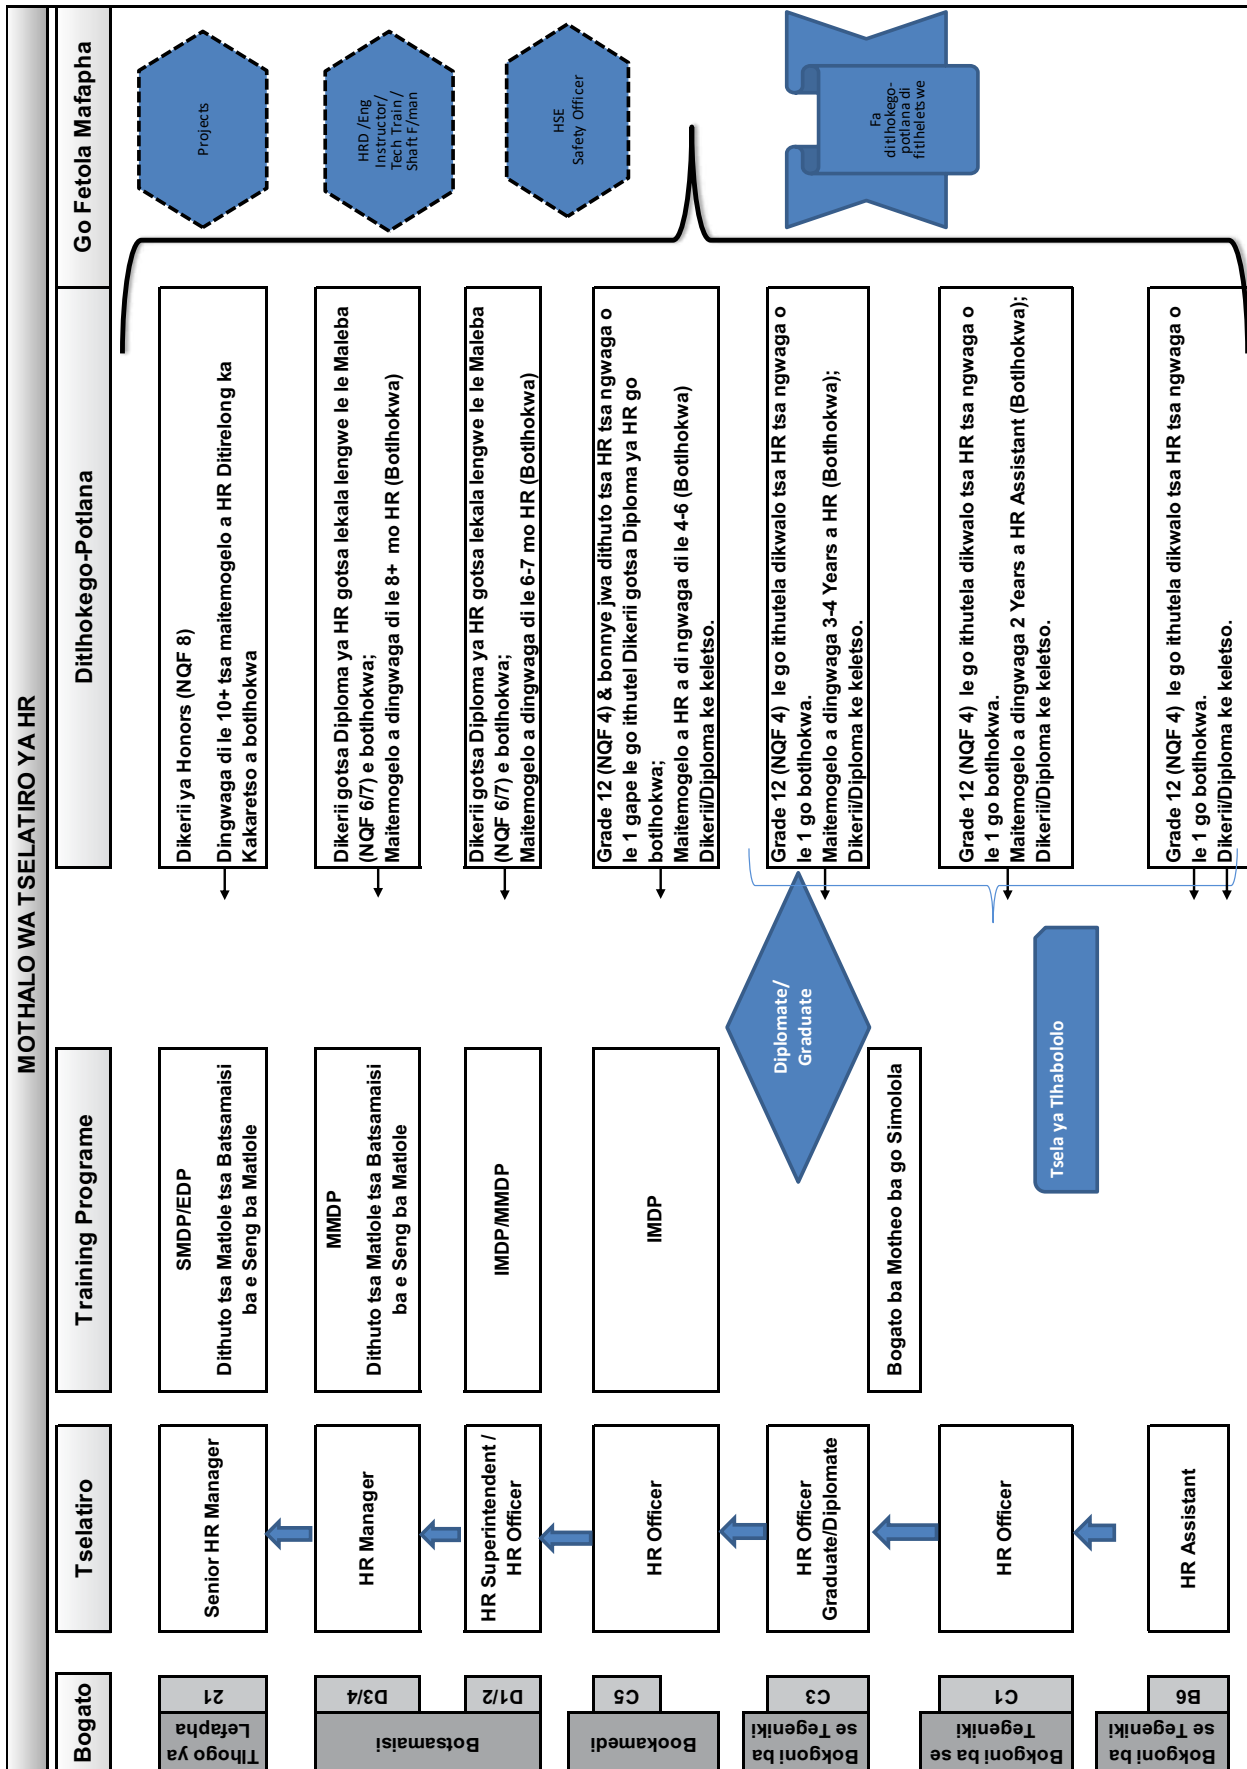 MOTHALO WA TSELATIRO YA HR
Bogato
Tselatiro
Training Programe
Ditlhokego-Potlana
Go Fetola Mafapha
Tlhogo ya
Lefapha
21
Senior HR Manager
SMDP/EDP
Dithuto tsa Matlole tsa Batsamaisi
ba e Seng ba Matlole
Dikerii ya Honors (NQF 8)
Dingwaga di le 10+ tsa maitemogelo a HR Ditirelong ka
Kakaretso a botlhokwa
Projects
Botsamaisi
D3/4
HR Manager
MMDP
Dithuto tsa Matlole tsa Batsamaisi
ba e Seng ba Matlole
Dikerii gotsa Diploma ya HR gotsa lekala lengwe le le Maleba
(NQF 6/7) e botlhokwa;
Maitemogelo a dingwaga di le 8+ mo HR (Botlhokwa)
HRD /Eng
Instructor/
Tech Train /
Shaft F/man
D1/2
HR Superintendent /
HR Officer
IMDP/MMDP
Dikerii gotsa Diploma ya HR gotsa lekala lengwe le le Maleba
(NQF 6/7) e botlhokwa;
Maitemogelo a dingwaga di le 6-7 mo HR (Botlhokwa)
HSE
Safety Officer
Bookamedi
C5
HR Officer
IMDP
Grade 12 (NQF 4) & bonnye jwa dithuto tsa HR tsa ngwaga o
le 1 gape le go ithutel Dikerii gotsa Diploma ya HR go
botlhokwa;
Maitemogelo a HR a di ngwaga di le 4-6 (Botlhokwa)
Dikerii/Diploma ke keletso.
Bokgoni ba
se Tegeniki
C3
HR Officer
Graduate/Diplomate
Diplomate/
Graduate
Grade 12 (NQF 4) le go ithutela dikwalo tsa HR tsa ngwaga o
le 1 go botlhokwa.
Maitemogelo a dingwaga 3-4 Years a HR (Botlhokwa);
Dikerii/Diploma ke keletso.
Fa
ditlhokego-
potlana di
fitlheletswe
Bogato ba Motheo ba go Simolola
Bokgoni ba se
Tegeniki
C1
HR Officer
Grade 12 (NQF 4) le go ithutela dikwalo tsa HR tsa ngwaga o
le 1 go botlhokwa.
Maitemogelo a dingwaga 2 Years a HR Assistant (Botlhokwa);
Dikerii/Diploma ke keletso.
Tsela ya Tlhabololo
Bokgoni ba
se Tegeniki
B6
HR Assistant
Grade 12 (NQF 4) le go ithutela dikwalo tsa HR tsa ngwaga o
le 1 go botlhokwa.
Dikerii/Diploma ke keletso.